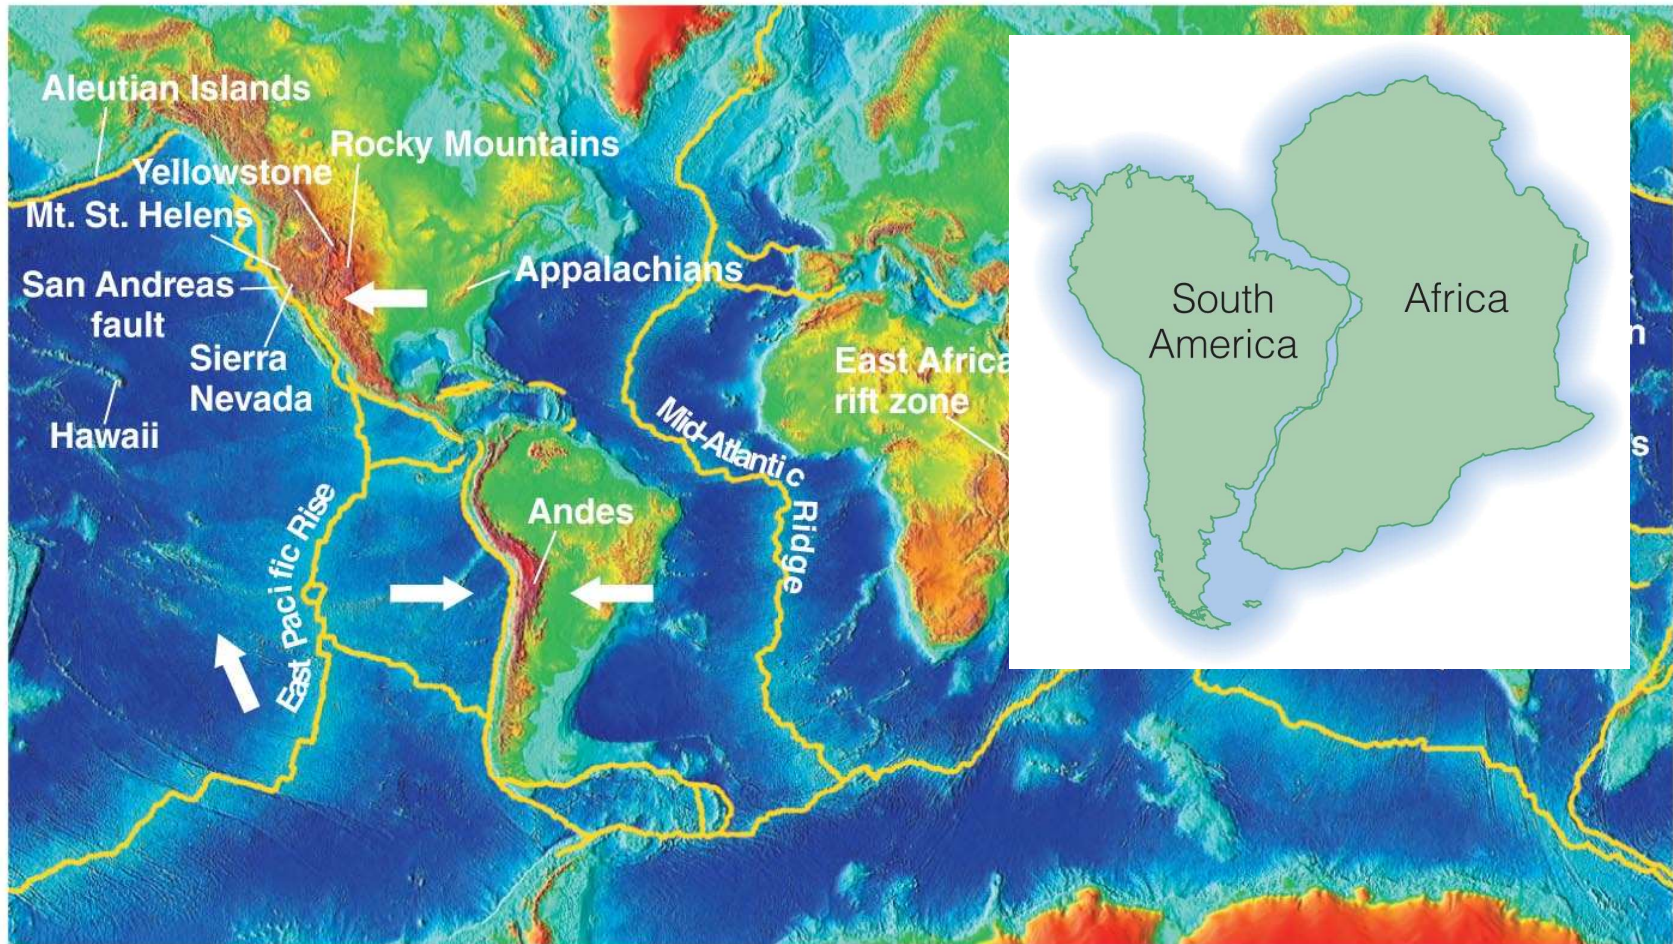 Aleutian Islands
Rocky Mountains
Yellowstone
Mt. St. Helens
San Andreas
fault
Sierra
Nevada
Hawaii
Appalachians
East Africa
rift zone
Mid-Atlantic Ridge
East Pacific Rise
Andes
South
America
Africa